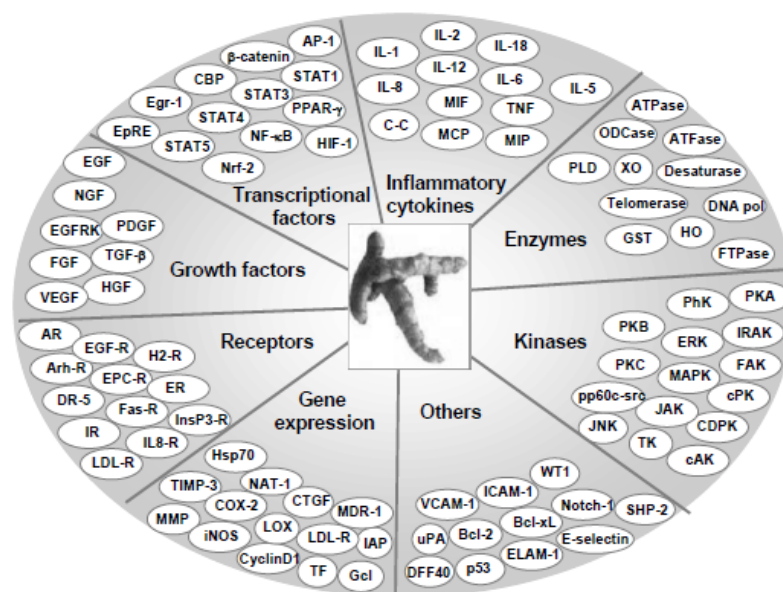 Transcriptional
factors
AP-1
β-catenin
CBP
STAT1
STAT3
Egr-1
PPAR-γ
STAT4
EpRE
NF-κB
HIF-1
STAT5
Nrf-2
Inflammatory
cytokines
IL-2
IL-1
IL-18
IL-12
IL-6
IL-8
IL-5
MIF
TNF
C-C
MCP
MIP
Enzymes
ATPase
ODCase
ATFase
PLD
XO
Desaturase
Telomerase
DNA pol
GST
HO
FTPase
Kinases
PKA
PhK
PKB
ERK
IRAK
PKC
FAK
MAPK
pp60c-src
cPK
JAK
JNK
CDPK
TK
cAK
Others
WT1
ICAM-1
VCAM-1
Notch-1
SHP-2
Bcl-xL
uPA
Bcl-2
E-selectin
ELAM-1
DFF40
p53
Gene
expression
Hsp70
TIMP-3
NAT-1
COX-2
CTGF
MDR-1
MMP
LOX
iNOS
LDL-R
IAP
CyclinD1
TF
Gcl
Receptors
AR
EGF-R
H2-R
Arh-R
EPC-R
ER
DR-5
Fas-R
InsP3-R
IR
IL8-R
LDL-R
Growth factors
EGF
NGF
EGFRK
PDGF
FGF
TGF-β
VEGF
HGF